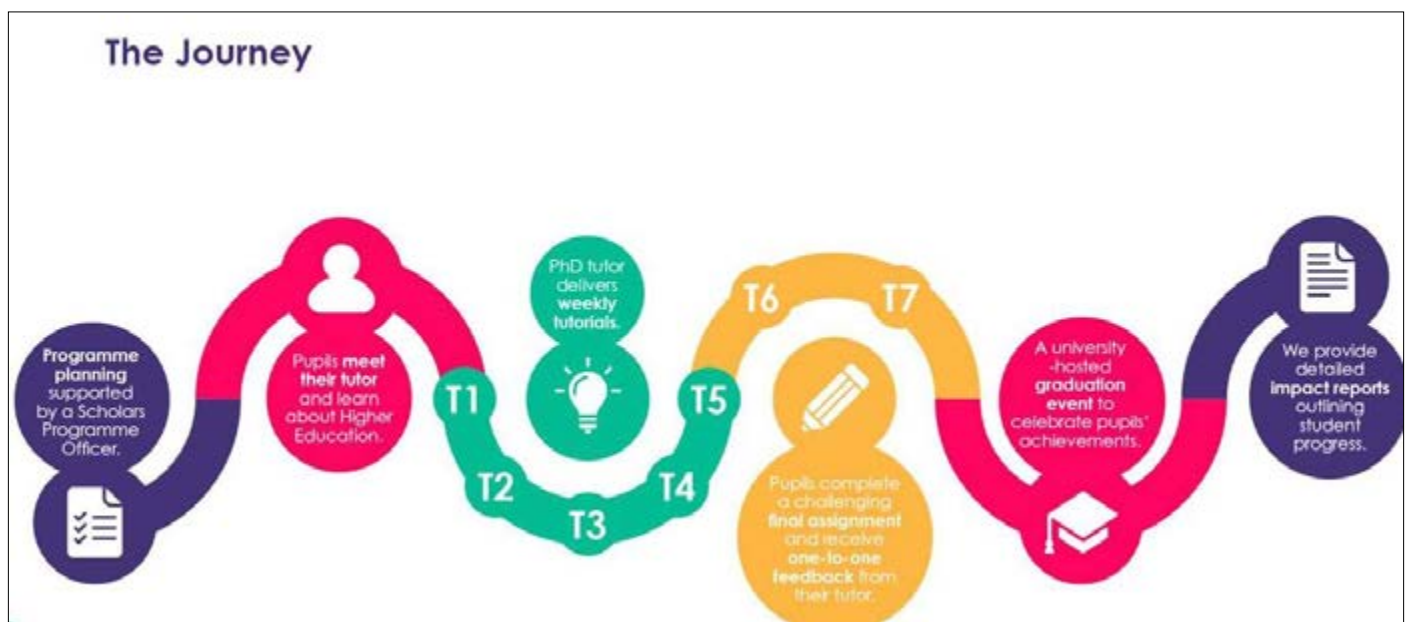 The Journey
Programme
planning
supported
by a Scholars
Programme
Officer.
Pupils meet
their tutor
and learn
about Higher
Education.
T1
T2
T3
T4
T5
PhD tutor
delivers
weekly
tutorials.
T6
T7
Pupils complete
a challenging
final assignment
and receive
one-to-one
feedback from
their tutor.
A university
-hosted
graduation
event to
celebrate pupils'
achievements.
We provide
detailed
impact reports
outlining
student
progress.